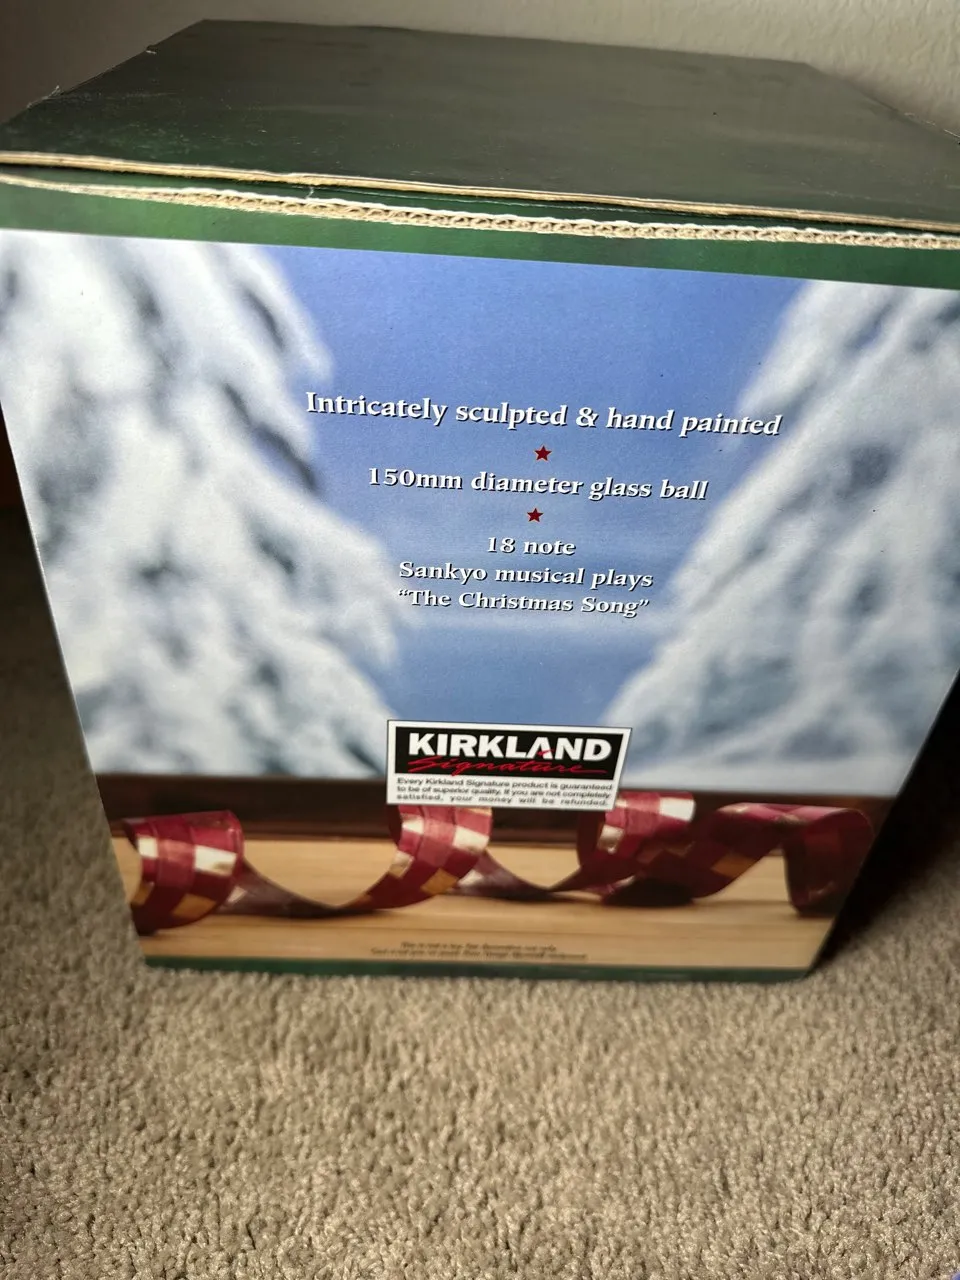 Intricately sculpted & hand painted
150mm diameter glass ball
18 note
Sankyo musical plays
"The Christmas Song"
KIRKLAND
Signature
Every Kirkland Signature product is guaranteed
to be of superior quality. If you are not completely
satisfied, your money will be refunded.